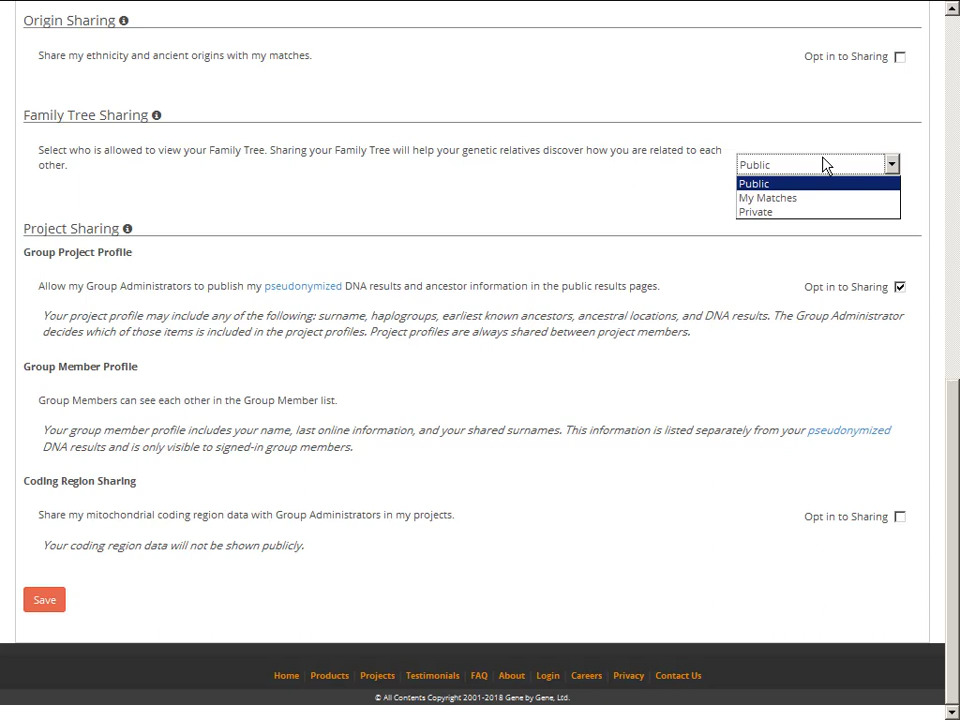 Origin Sharing
Share my ethnicity and ancient origins with my matches.
Opt in to Sharing
Family Tree Sharing
Select who is allowed to view your Family Tree. Sharing your Family Tree will help your genetic relatives discover how you are related to each
other.
Public
Public
My Matches
Private
Project Sharing
Group Project Profile
Allow my Group Administrators to publish my pseudonymized DNA results and ancestor information in the public results pages.
Opt in to Sharing
Your project profile may include any of the following: surname, haplogroups, earliest known ancestors, ancestral locations, and DNA results. The Group Administrator
decides which of those items is included in the project profiles. Project profiles are always shared between project members.
Group Member Profile
Group Members can see each other in the Group Member list.
Your group member profile includes your name, last online information, and your shared surnames. This information is listed separately from your pseudonymized
DNA results and is only visible to signed-in group members.
Coding Region Sharing
Share my mitochondrial coding region data with Group Administrators in my projects.
Opt in to Sharing
Your coding region data will not be shown publicly.
Save
Home Products Projects Testimonials FAQ About Login Careers Privacy Contact Us
© All Contents Copyright 2001-2018 Gene by Gene, Ltd.